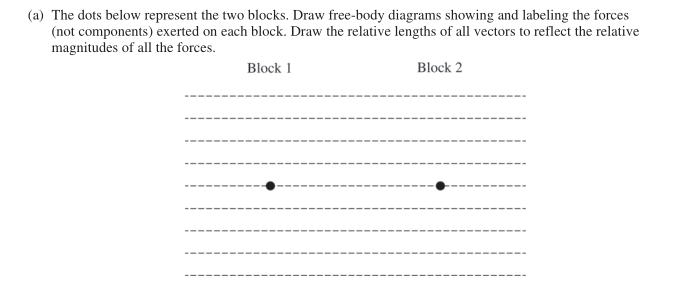 (a) The dots below represent the two blocks. Draw free-body diagrams showing and labeling the forces
(not components) exerted on each block. Draw the relative lengths of all vectors to reflect the relative
magnitudes of all the forces.
Block 1 Block 2